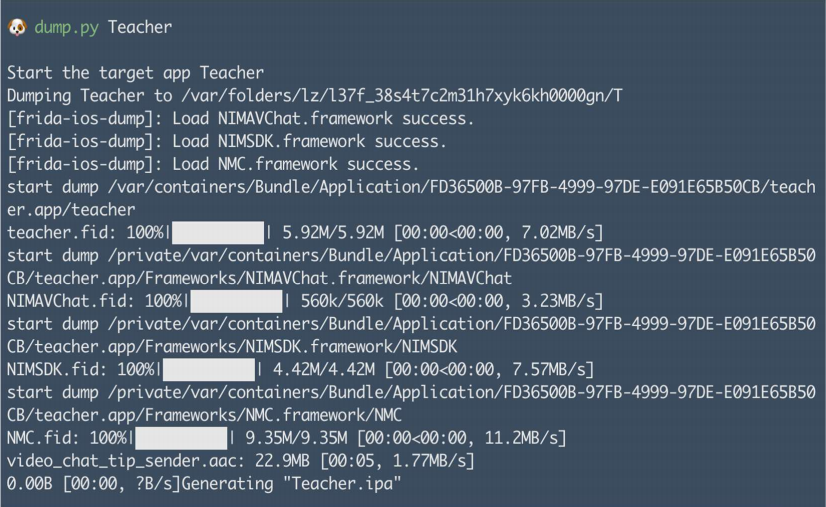 dump.py Teacher
Start the target app Teacher
Dumping Teacher to /var/folders/lz/l37f_38s4t7c2m31h7xyk6kh0000gn/T
[frida-ios-dump]: Load NIMAVChat.framework success.
[frida-ios-dump]: Load NIMSDK.framework success.
[frida-ios-dump]: Load NMC.framework success.
start dump /var/containers/Bundle/Application/FD36500B-97FB-4999-97DE-E091E65B50CB/teach
er.app/teacher
teacher.fid: 100%|██████████| 5.92M/5.92M [00:00<00:00, 7.02MB/s]
start dump /private/var/containers/Bundle/Application/FD36500B-97FB-4999-97DE-E091E65B50
CB/teacher.app/Frameworks/NIMAVChat.framework/NIMAVChat
NIMAVChat.fid: 100%|██████████| 560k/560k [00:00<00:00, 3.23MB/s]
start dump /private/var/containers/Bundle/Application/FD36500B-97FB-4999-97DE-E091E65B50
CB/teacher.app/Frameworks/NIMSDK.framework/NIMSDK
NIMSDK.fid: 100%|██████████| 4.42M/4.42M [00:00<00:00, 7.57MB/s]
start dump /private/var/containers/Bundle/Application/FD36500B-97FB-4999-97DE-E091E65B50
CB/teacher.app/Frameworks/NMC.framework/NMC
NMC.fid: 100%|██████████| 9.35M/9.35M [00:00<00:00, 11.2MB/s]
video_chat_tip_sender.aac: 22.9MB [00:05, 1.77MB/s]
0.00B [00:00, ?B/s]Generating "Teacher.ipa"